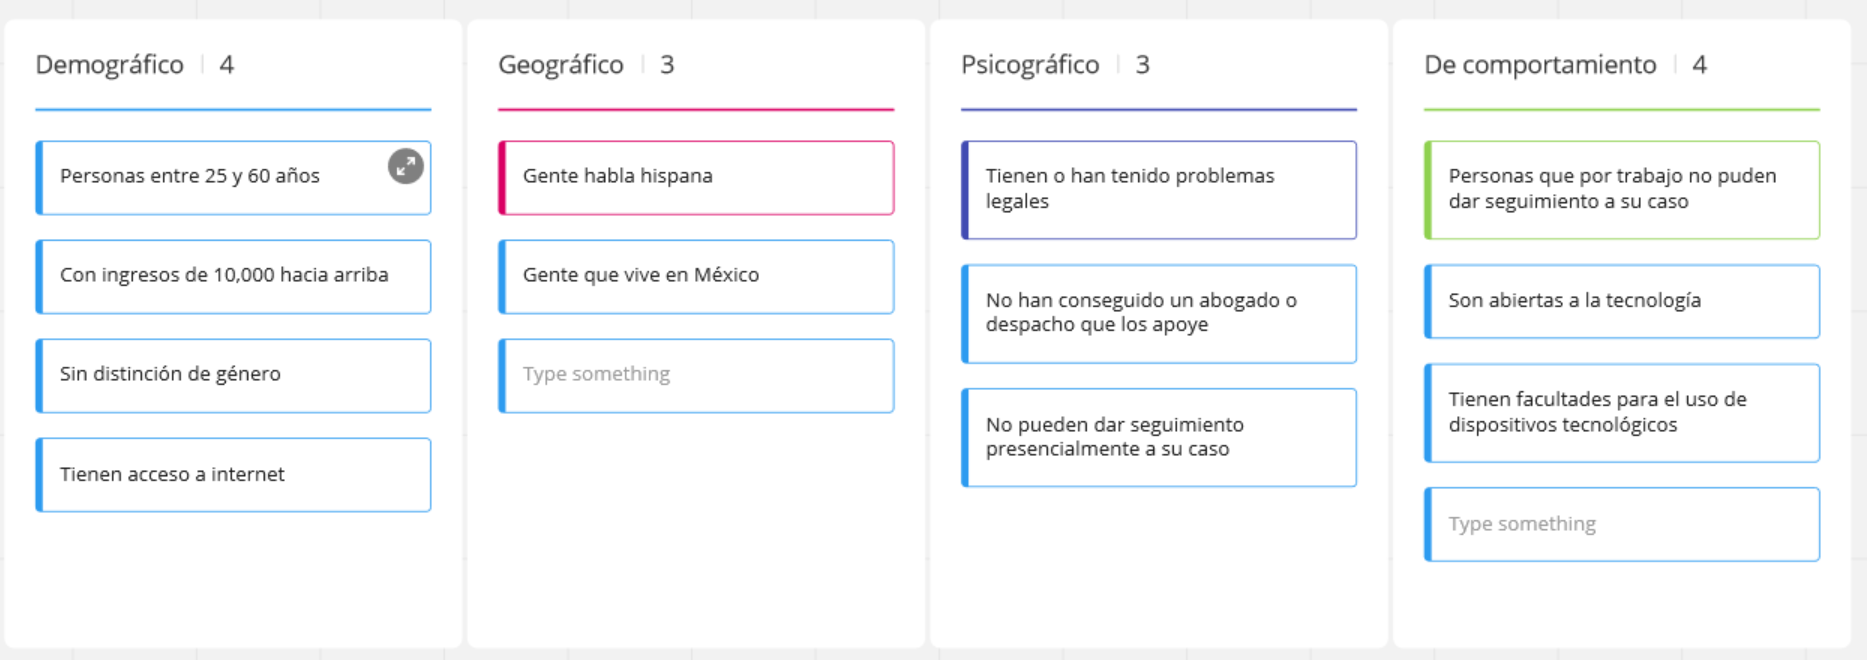 Demográfico 4
Personas entre 25 y 60 años
Con ingresos de 10,000 hacia arriba
Sin distinción de género
Tienen acceso a internet
Geográfico 3
Gente habla hispana
Gente que vive en México
Type something
Psicográfico 3
Tienen o han tenido problemas
legales
No han conseguido un abogado o
despacho que los apoye
No pueden dar seguimiento
presencialmente a su caso
De comportamiento 4
Personas que por trabajo no puden
dar seguimiento a su caso
Son abiertas a la tecnología
Tienen facultades para el uso de
dispositivos tecnológicos
Type something